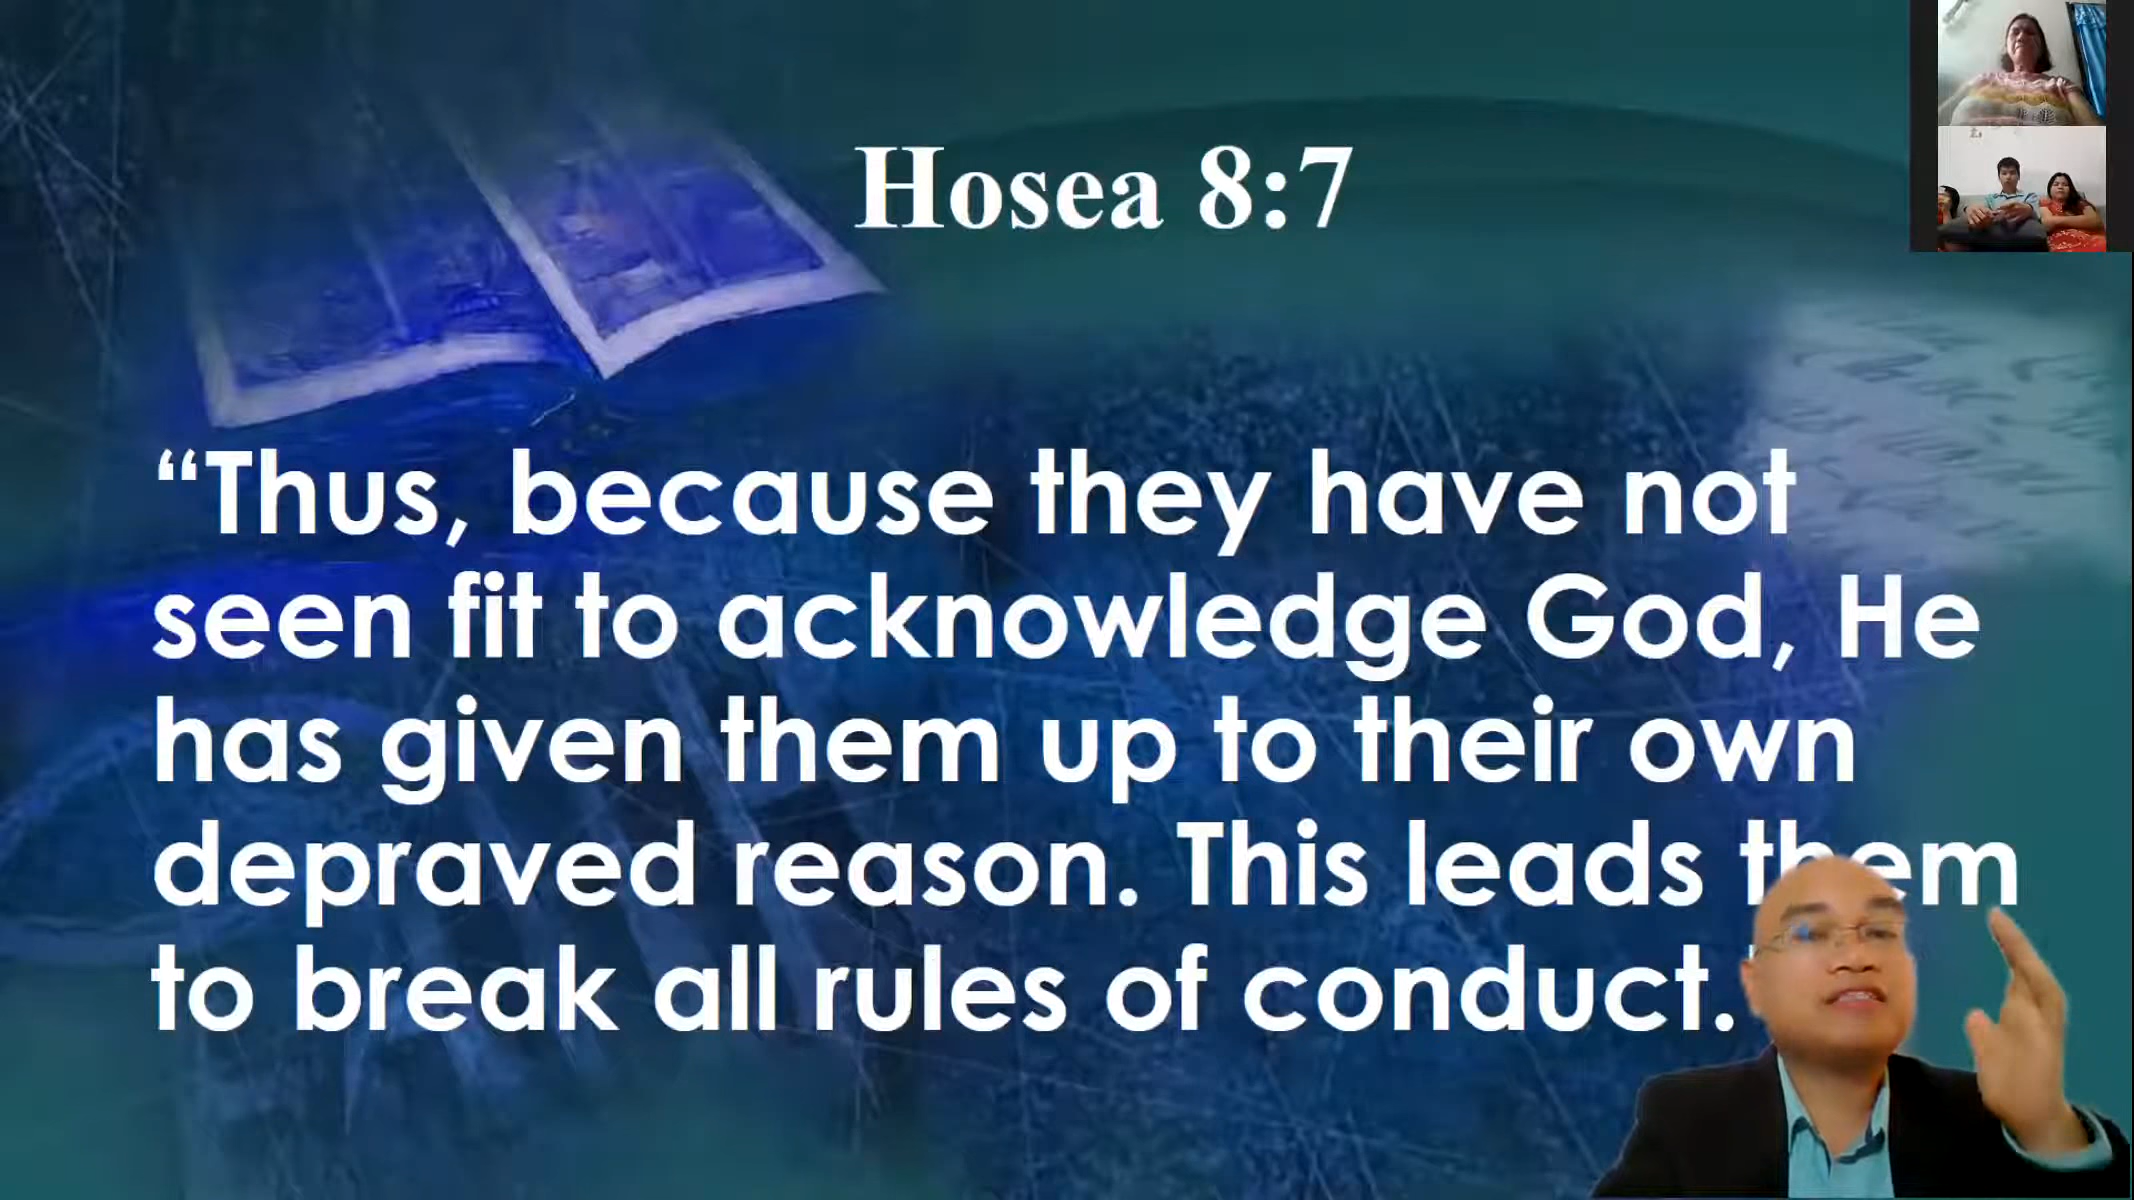 Hosea 8:7
“Thus, because they have not
seen fit to acknowledge God, He
has given them up to their own
depraved reason. This leads them
to break all rules of conduct.